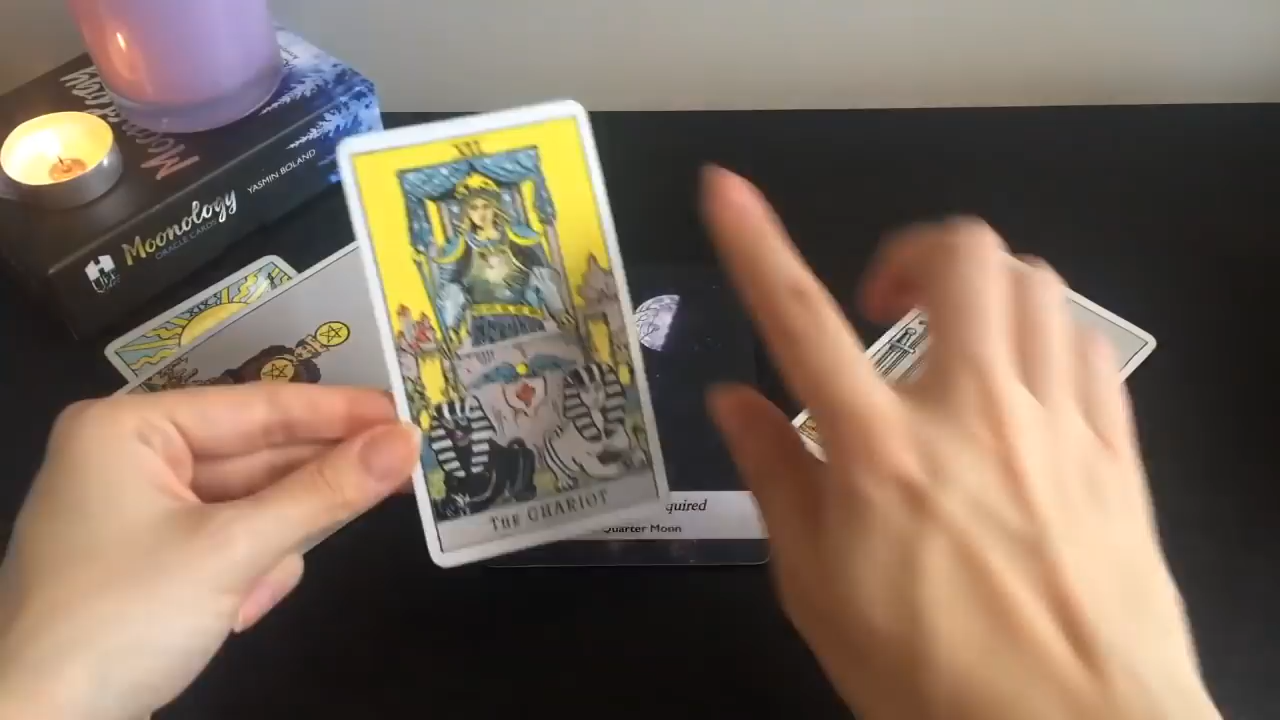 Moonology
Moonology
ORACLE CARDS
YASMIN BOLAND
VII
THE CHARIOT
quired
Quarter Moon